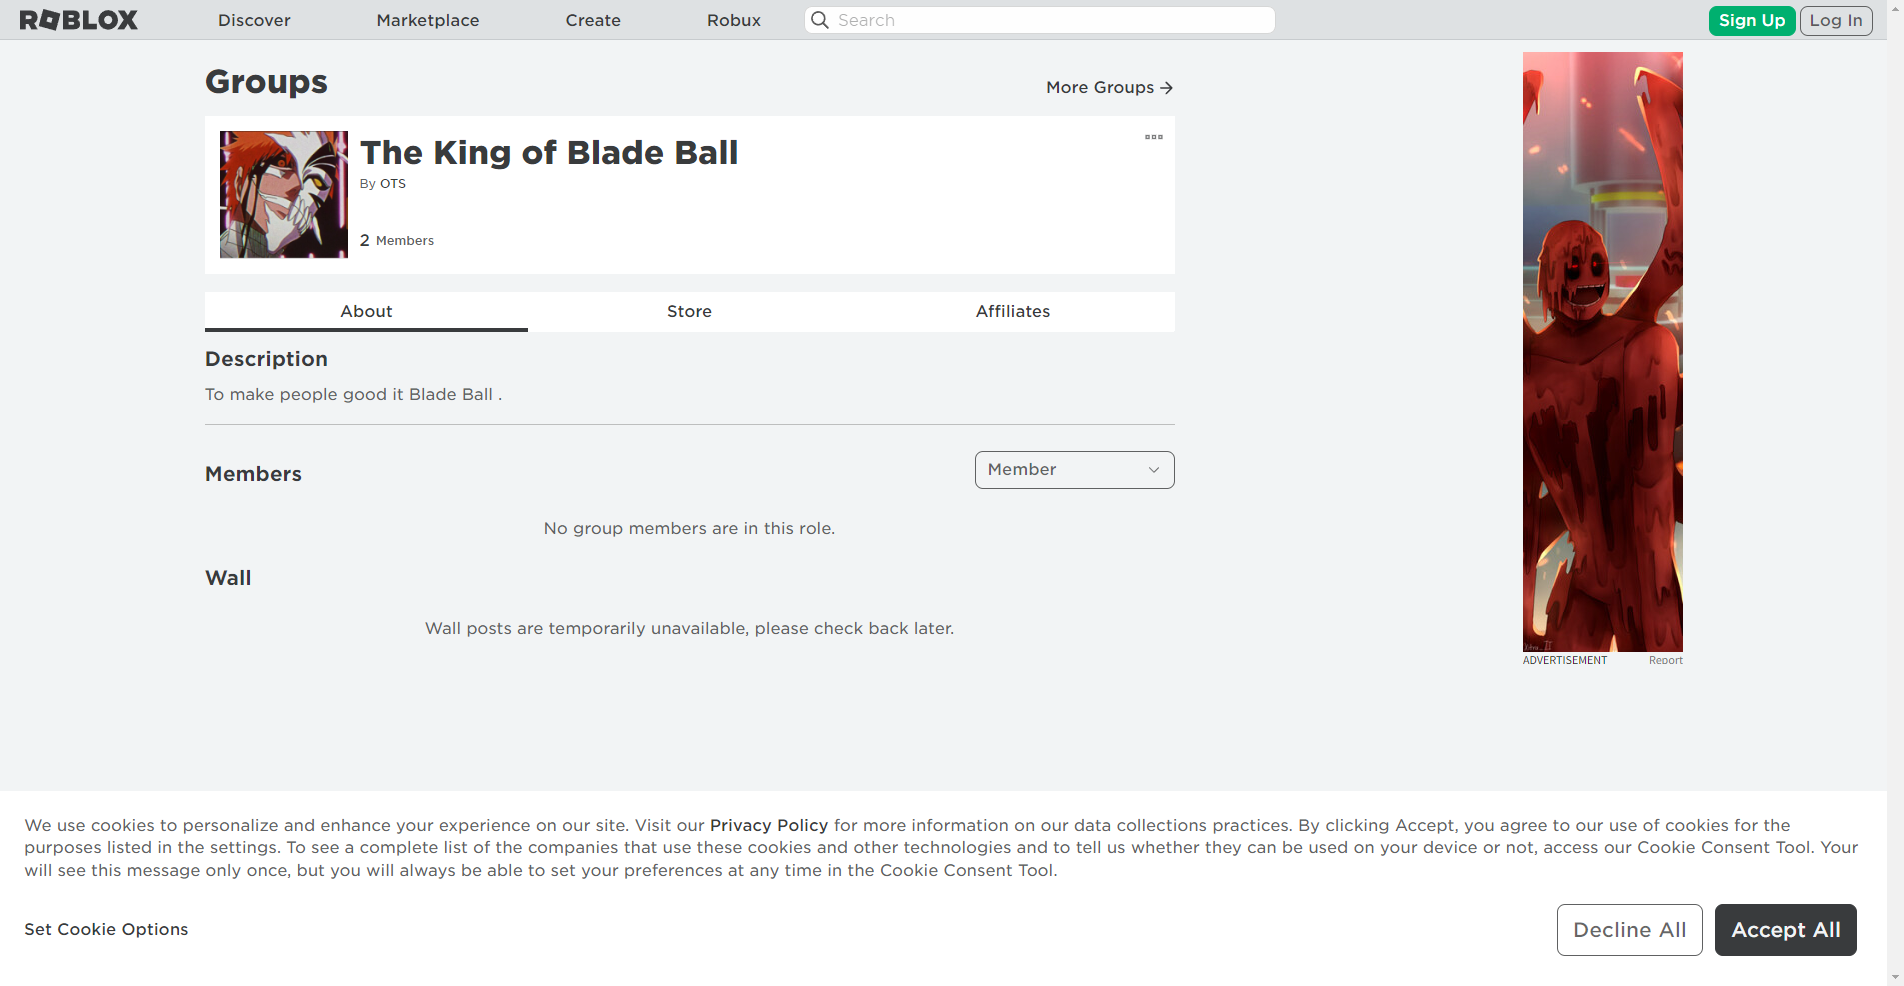 ROBLOX
Discover
Marketplace
Create
Robux
Search
Sign Up
Log In
Groups
More Groups
The King of Blade Ball
By OTS
2 Members
About
Store
Affiliates
Description
To make people good it Blade Ball .
Members
Member
No group members are in this role.
Wall
Wall posts are temporarily unavailable, please check back later.
ADVERTISEMENT
Report
We use cookies to personalize and enhance your experience on our site. Visit our Privacy Policy for more information on our data collections practices. By clicking Accept, you agree to our use of cookies for the
purposes listed in the settings. To see a complete list of the companies that use these cookies and other technologies and to tell us whether they can be used on your device or not, access our Cookie Consent Tool. Your
will see this message only once, but you will always be able to set your preferences at any time in the Cookie Consent Tool.
Set Cookie Options
Decline All
Accept All